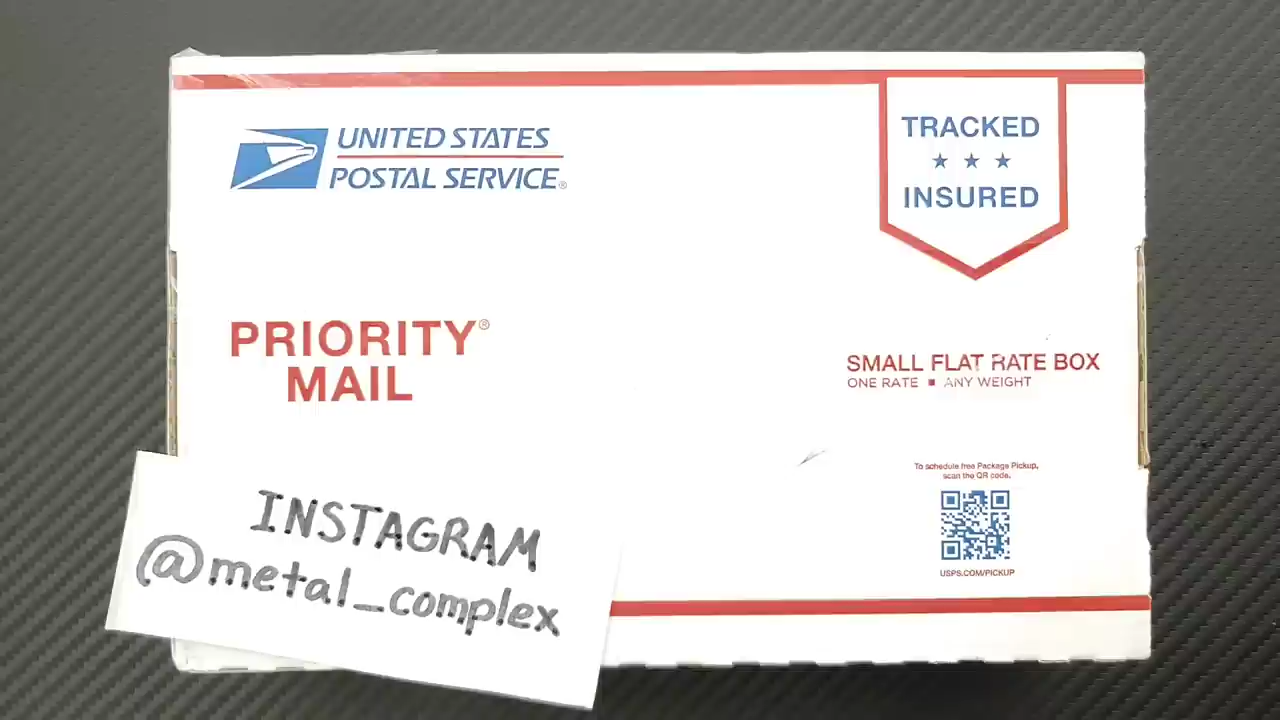 UNITED STATES
POSTAL SERVICE®
TRACKED
★ ★ ★
INSURED
PRIORITY®
MAIL
SMALL FLAT RATE BOX
ONE RATE ■ ANY WEIGHT
To schedule free Package Pickup,
scan the QR code.
USPS.COM/PICKUP
INSTAGRAM
@metal_complex